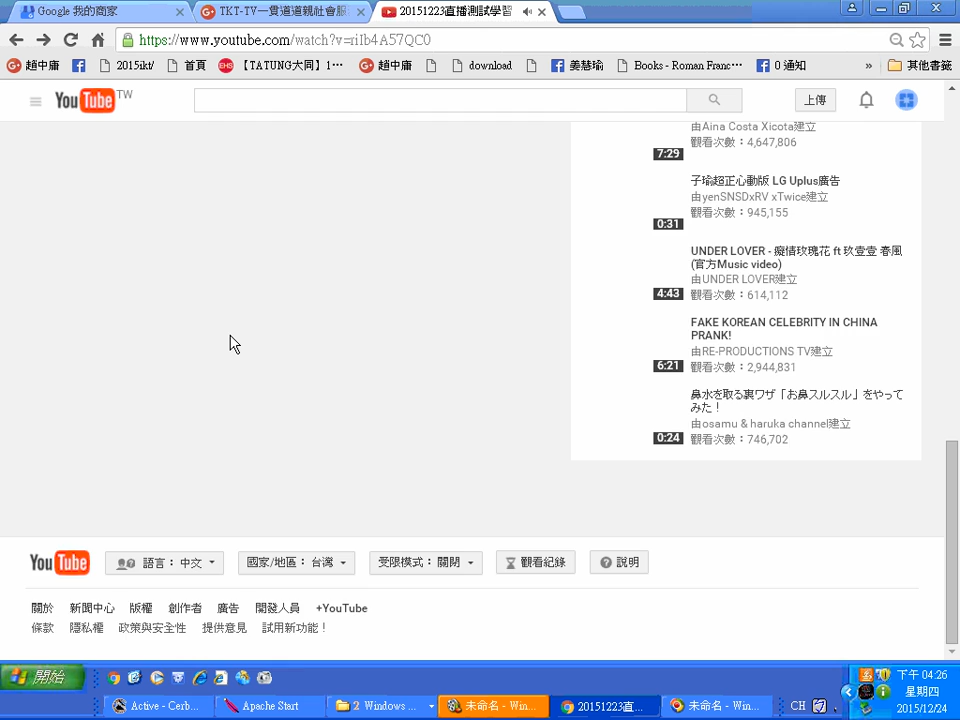 Google 我的商家
TKT-TV一貫道道親社會服
20151223直播測試學習
https://www.youtube.com/watch?v=riIb4A57QC0
趙中庸
2015ikt/
首頁
EHS
【TATUNG大同】1…
趙中庸
download
姜慧瑜
Books - Roman Franc…
0 通知
»
其他書籤
YouTube TW
上傳
由Aina Costa Xicota建立
觀看次數：4,647,806
7:29
子瑜超正心動版 LG Uplus廣告
由yenSNSDxRV xTwice建立
觀看次數：945,155
0:31
UNDER LOVER - 癡情玫瑰花 ft 玖壹壹 春風
(官方Music video)
由UNDER LOVER建立
觀看次數：614,112
4:43
FAKE KOREAN CELEBRITY IN CHINA
PRANK!
由RE-PRODUCTIONS TV建立
觀看次數：2,944,831
6:21
鼻水を取る裏ワザ「お鼻スルスル」をやって
みた！
由osamu & haruka channel建立
觀看次數：746,702
0:24
YouTube
語言： 中文
國家/地區： 台灣
受限模式： 關閉
觀看紀錄
說明
關於 新聞中心 版權 創作者 廣告 開發人員 +YouTube
條款 隱私權 政策與安全性 提供意見 試用新功能！
開始
下午 04:26
星期四
2015/12/24
Active - Cerb...
Apache Start
2 Windows ...
未命名 - Win...
20151223直...
未命名 - Win...
CH